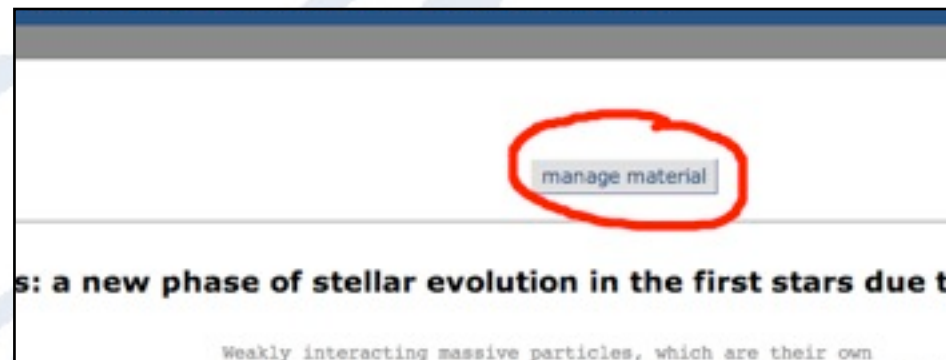 manage material
s: a new phase of stellar evolution in the first stars due t
Weakly interacting massive particles, which are their own